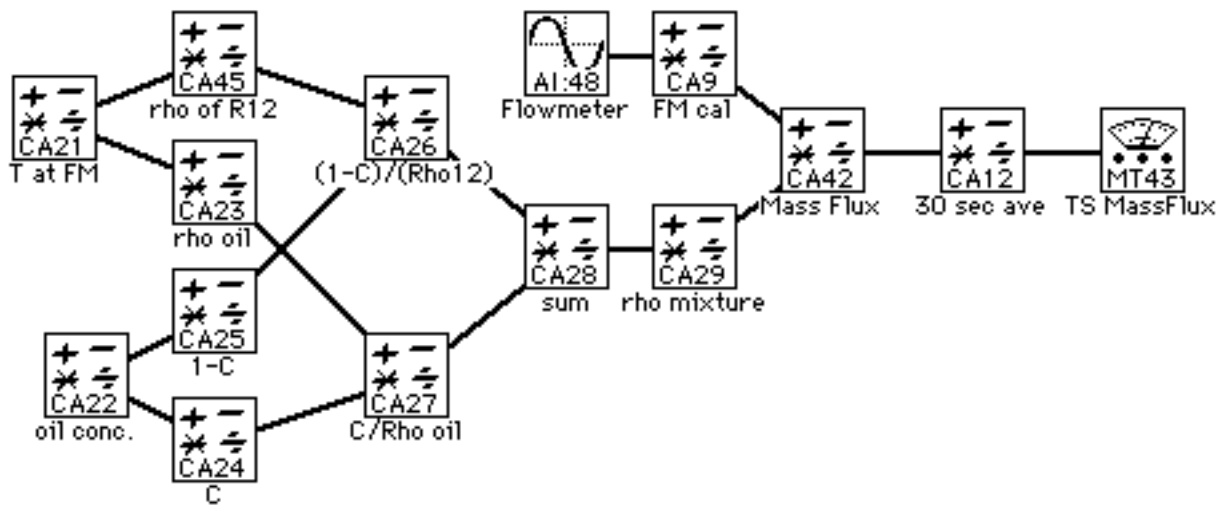 CA45
rho of R12
AI:48
Flowmeter
CA9
FM cal
CA21
T at FM
CA26
(1-C)/(Rho12)
CA42
Mass Flux
CA12
30 sec ave
MT43
TS MassFlux
CA23
rho oil
CA28
sum
CA29
rho mixture
CA25
1-C
CA22
oil conc.
CA27
C/Rho oil
CA24
C